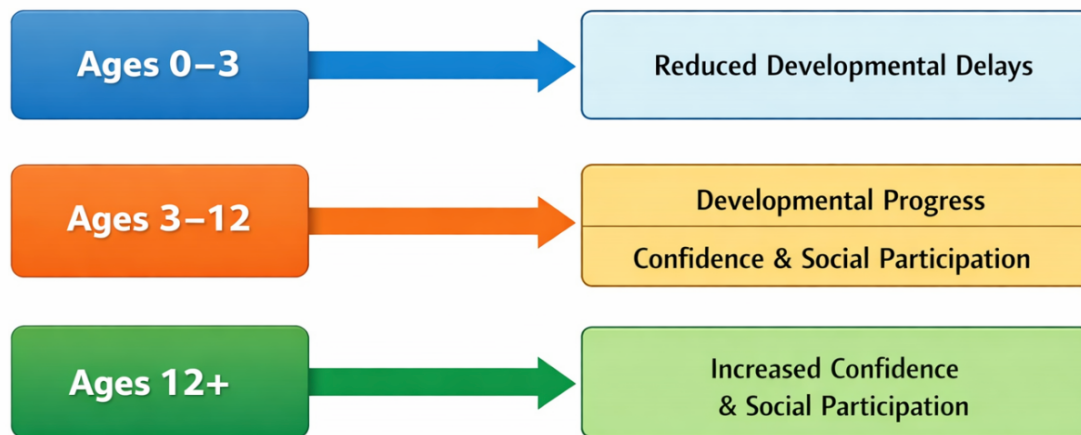 Ages 0–3
Reduced Developmental Delays
Ages 3–12
Developmental Progress
Confidence & Social Participation
Ages 12+
Increased Confidence
& Social Participation